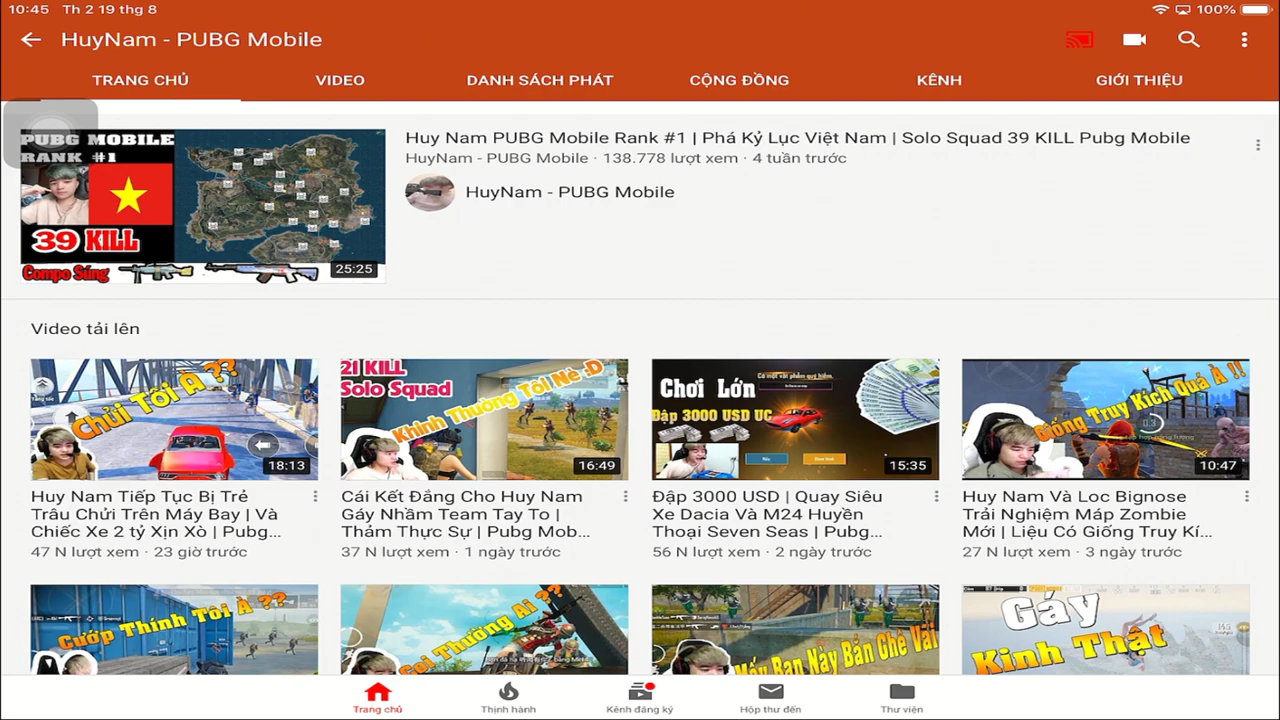 10:45 Th 2 19 thg 8
100%
HuyNam - PUBG Mobile
TRANG CHỦ VIDEO DANH SÁCH PHÁT CỘNG ĐỒNG KÊNH GIỚI THIỆU
PUBG MOBILE
RANK #1
39 KILL
Compo Súng
25:25
Huy Nam PUBG Mobile Rank #1 | Phá Kỷ Lục Việt Nam | Solo Squad 39 KILL Pubg Mobile
HuyNam - PUBG Mobile · 138.778 lượt xem · 4 tuần trước
HuyNam - PUBG Mobile
Video tải lên
Chửi Tôi À ??
18:13
21 KILL
Solo Squad
Khinh Thường Tôi Nè :D
16:49
Có một vật phẩm quý hiếm.
Chơi Lớn
Đập 3000 USD UC
15:35
Giống Truy Kích Quá À !!
0.3
10:47
Huy Nam Tiếp Tục Bị Trẻ
Trâu Chửi Trên Máy Bay | Và
Chiếc Xe 2 tỷ Xịn Xò | Pubg...
47 N lượt xem · 23 giờ trước
Cái Kết Đắng Cho Huy Nam
Gáy Nhầm Team Tay To |
Thảm Thực Sự | Pubg Mob...
37 N lượt xem · 1 ngày trước
Đập 3000 USD | Quay Siêu
Xe Dacia Và M24 Huyền
Thoại Seven Seas | Pubg...
56 N lượt xem · 2 ngày trước
Huy Nam Và Loc Bignose
Trải Nghiệm Máp Zombie
Mới | Liệu Có Giống Truy Kí...
27 N lượt xem · 3 ngày trước
Cướp Thính Tôi À ??
Coi Thường Ai ??
Mấy Bạn Này Bắn Ghê Vãi
Gáy
Kinh Thật
Trang chủ Thịnh hành Kênh đăng ký Hộp thư đến Thư viện